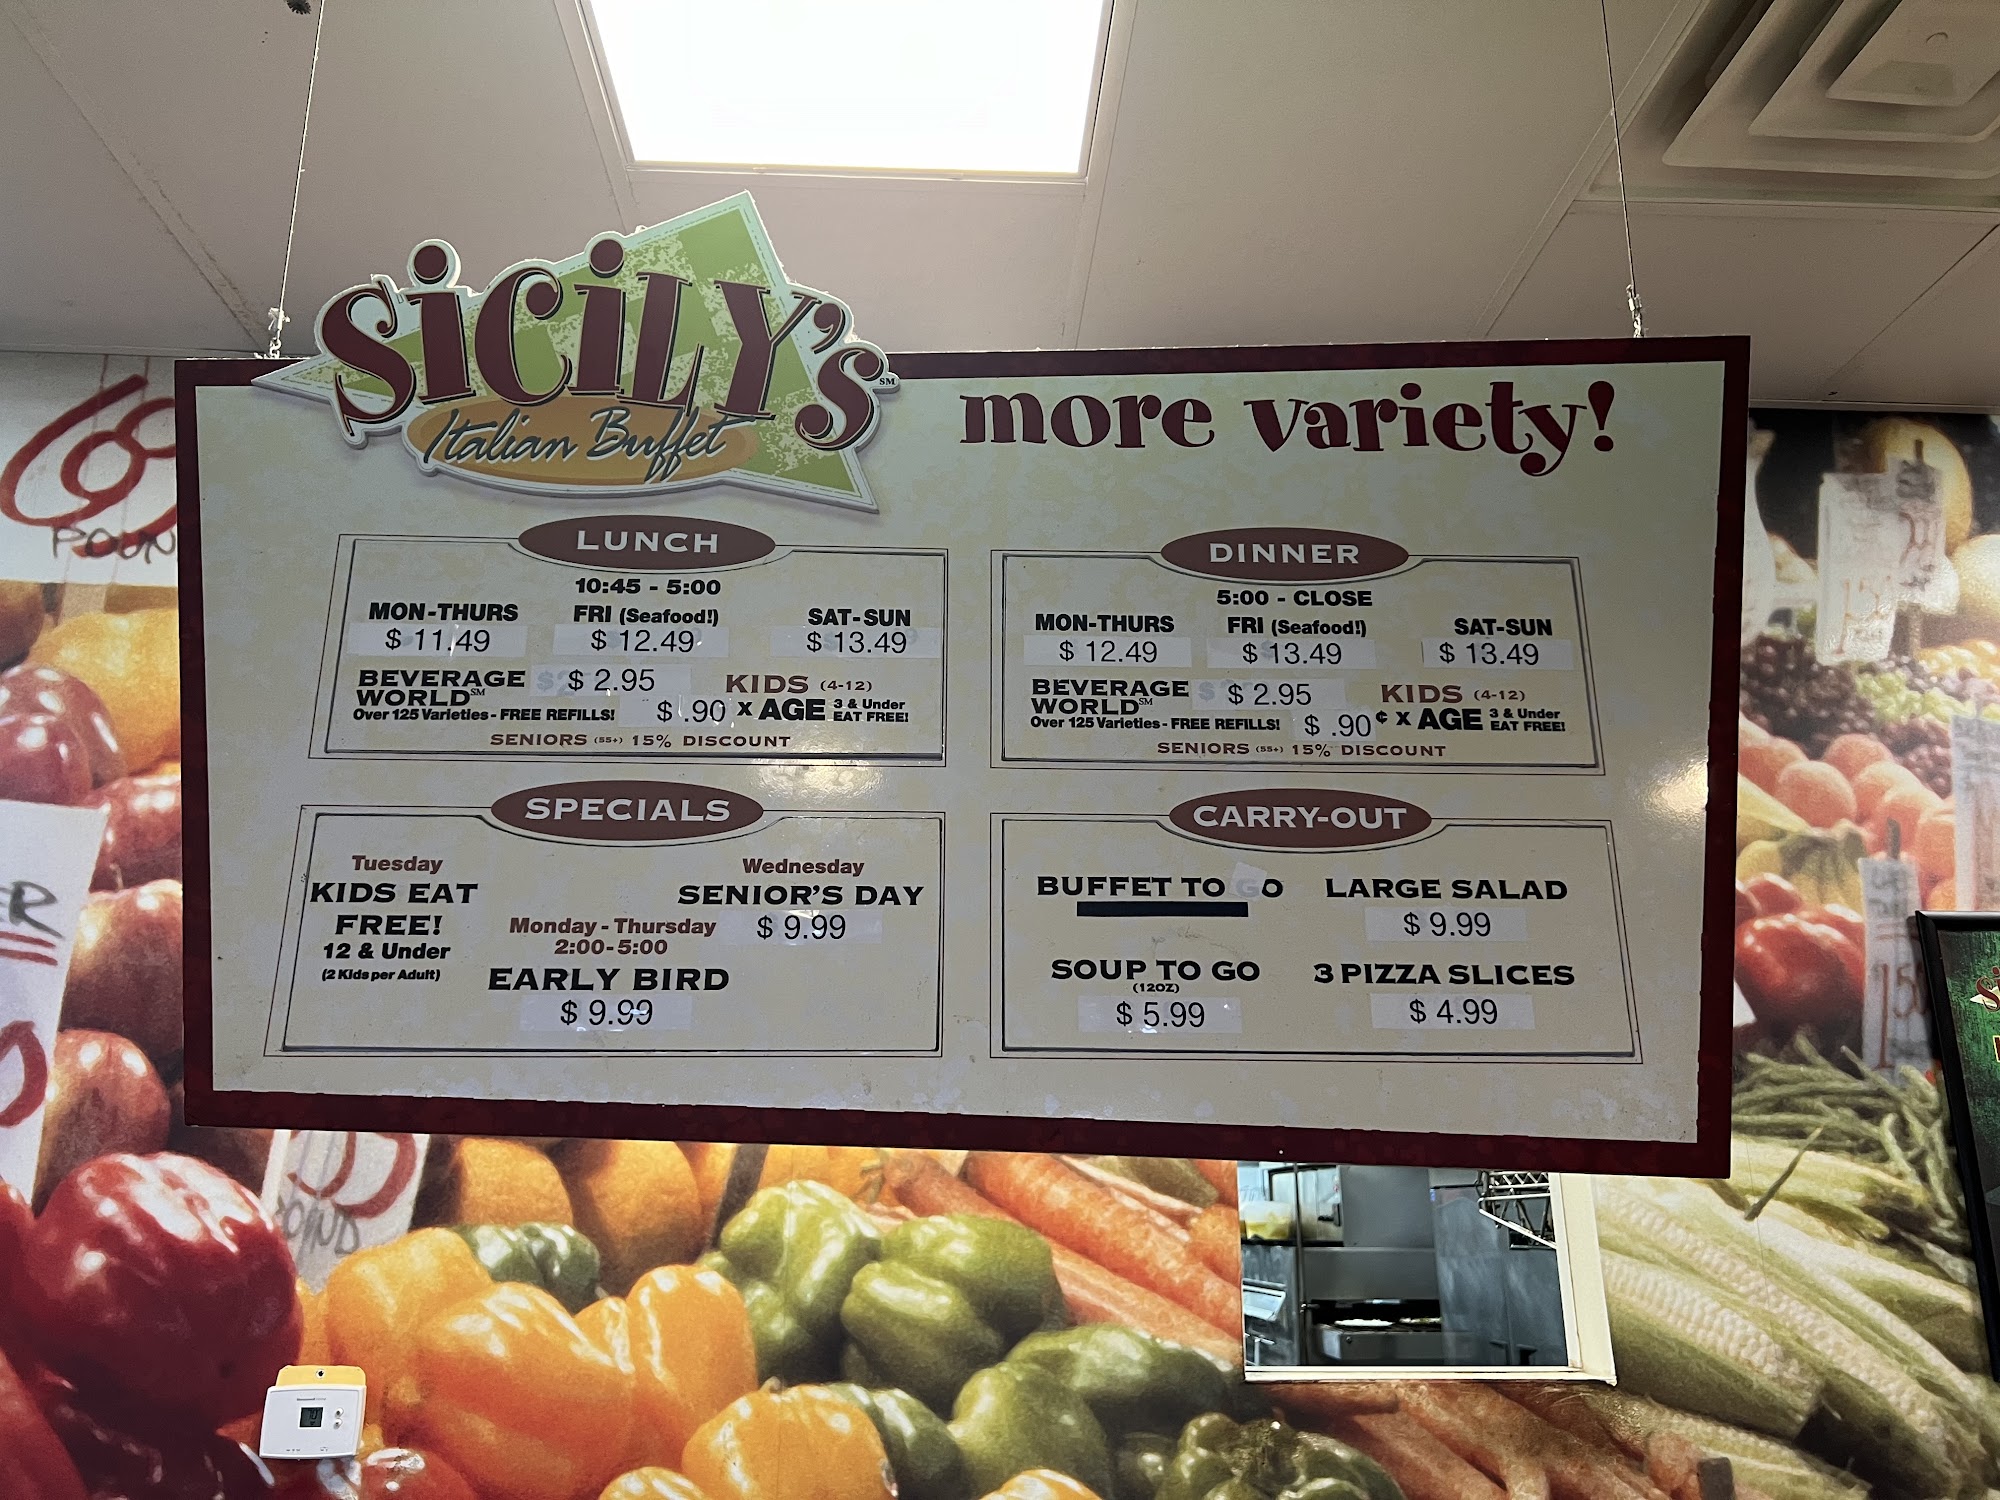 SiCiLY's SM
Italian Buffet
more variety!
LUNCH
10:45 - 5:00
MON-THURS FRI (Seafood!) SAT-SUN
$ 11.49 $ 12.49 $ 13.49
BEVERAGE WORLD SM $ 2.95
Over 125 Varieties - FREE REFILLS!
KIDS (4-12)
$ .90 x AGE 3 & Under EAT FREE!
SENIORS (55+) 15% DISCOUNT
DINNER
5:00 - CLOSE
MON-THURS FRI (Seafood!) SAT-SUN
$ 12.49 $ 13.49 $ 13.49
BEVERAGE WORLD SM $ 2.95
Over 125 Varieties - FREE REFILLS!
KIDS (4-12)
$ .90 ¢ x AGE 3 & Under EAT FREE!
SENIORS (55+) 15% DISCOUNT
SPECIALS
Tuesday
KIDS EAT
FREE!
12 & Under
(2 Kids per Adult)
Monday - Thursday
2:00-5:00
EARLY BIRD
$ 9.99
Wednesday
SENIOR'S DAY
$ 9.99
CARRY-OUT
BUFFET TO GO
LARGE SALAD
$ 9.99
SOUP TO GO
(12OZ)
$ 5.99
3 PIZZA SLICES
$ 4.99
69
POUN